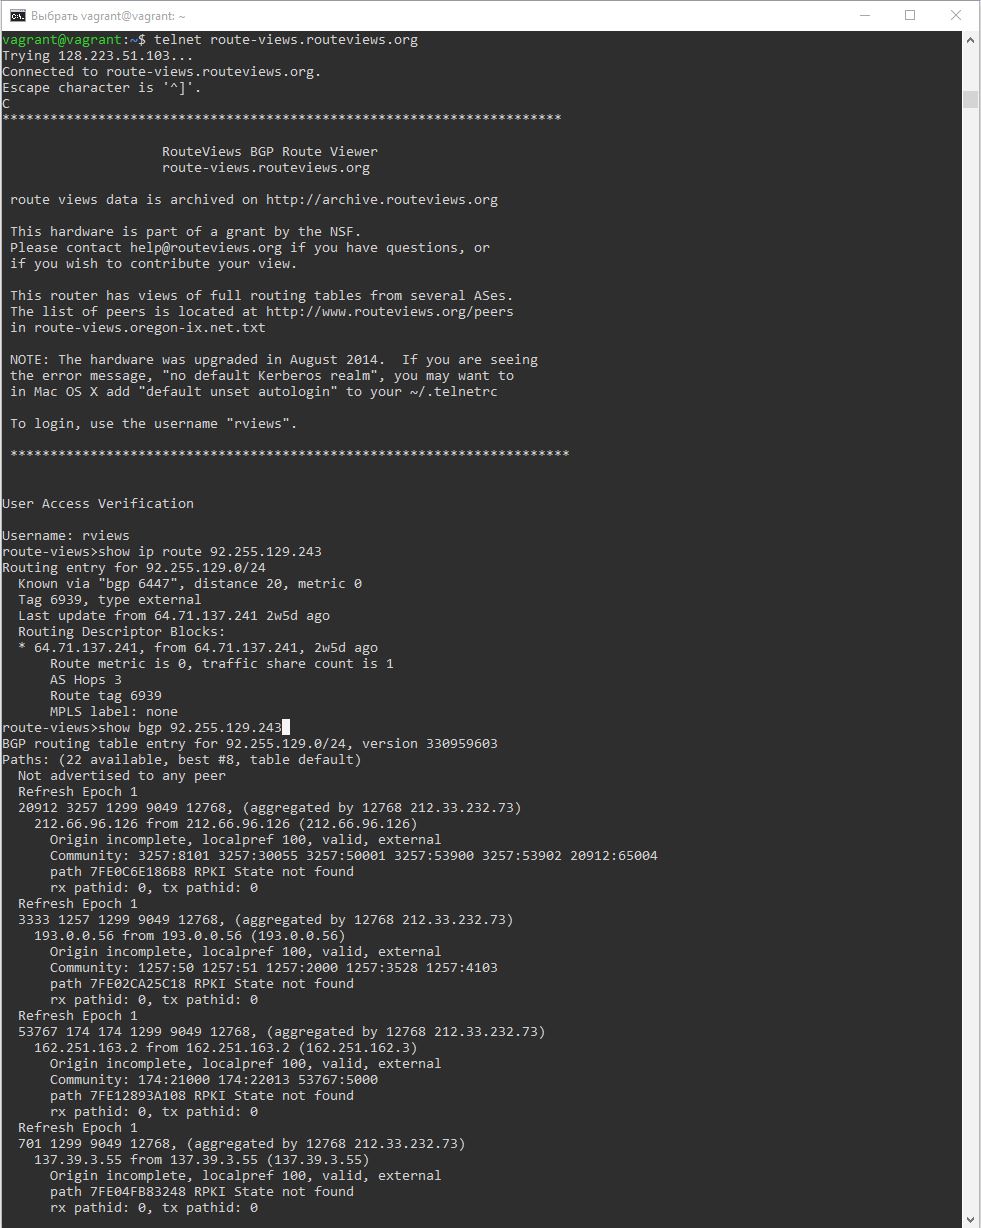 Выбрать vagrant@vagrant: ~
vagrant@vagrant:~$ telnet route-views.routeviews.org
Trying 128.223.51.103...
Connected to route-views.routeviews.org.
Escape character is '^]'.
C
**********************************************************************
RouteViews BGP Route Viewer
route-views.routeviews.org
route views data is archived on http://archive.routeviews.org
This hardware is part of a grant by the NSF.
Please contact help@routeviews.org if you have questions, or
if you wish to contribute your view.
This router has views of full routing tables from several ASes.
The list of peers is located at http://www.routeviews.org/peers
in route-views.oregon-ix.net.txt
NOTE: The hardware was upgraded in August 2014.  If you are seeing
the error message, "no default Kerberos realm", you may want to
in Mac OS X add "default unset autologin" to your ~/.telnetrc
To login, use the username "rviews".
**********************************************************************
User Access Verification
Username: rviews
route-views>show ip route 92.255.129.243
Routing entry for 92.255.129.0/24
Known via "bgp 6447", distance 20, metric 0
Tag 6939, type external
Last update from 64.71.137.241 2w5d ago
Routing Descriptor Blocks:
* 64.71.137.241, from 64.71.137.241, 2w5d ago
Route metric is 0, traffic share count is 1
AS Hops 3
Route tag 6939
MPLS label: none
route-views>show bgp 92.255.129.243
BGP routing table entry for 92.255.129.0/24, version 330959603
Paths: (22 available, best #8, table default)
Not advertised to any peer
Refresh Epoch 1
20912 3257 1299 9049 12768, (aggregated by 12768 212.33.232.73)
212.66.96.126 from 212.66.96.126 (212.66.96.126)
Origin incomplete, localpref 100, valid, external
Community: 3257:8101 3257:30055 3257:50001 3257:53900 3257:53902 20912:65004
path 7FE0C6E186B8 RPKI State not found
rx pathid: 0, tx pathid: 0
Refresh Epoch 1
3333 1257 1299 9049 12768, (aggregated by 12768 212.33.232.73)
193.0.0.56 from 193.0.0.56 (193.0.0.56)
Origin incomplete, localpref 100, valid, external
Community: 1257:50 1257:51 1257:2000 1257:3528 1257:4103
path 7FE02CA25C18 RPKI State not found
rx pathid: 0, tx pathid: 0
Refresh Epoch 1
53767 174 174 1299 9049 12768, (aggregated by 12768 212.33.232.73)
162.251.163.2 from 162.251.163.2 (162.251.162.3)
Origin incomplete, localpref 100, valid, external
Community: 174:21000 174:22013 53767:5000
path 7FE12893A108 RPKI State not found
rx pathid: 0, tx pathid: 0
Refresh Epoch 1
701 1299 9049 12768, (aggregated by 12768 212.33.232.73)
137.39.3.55 from 137.39.3.55 (137.39.3.55)
Origin incomplete, localpref 100, valid, external
path 7FE04FB83248 RPKI State not found
rx pathid: 0, tx pathid: 0